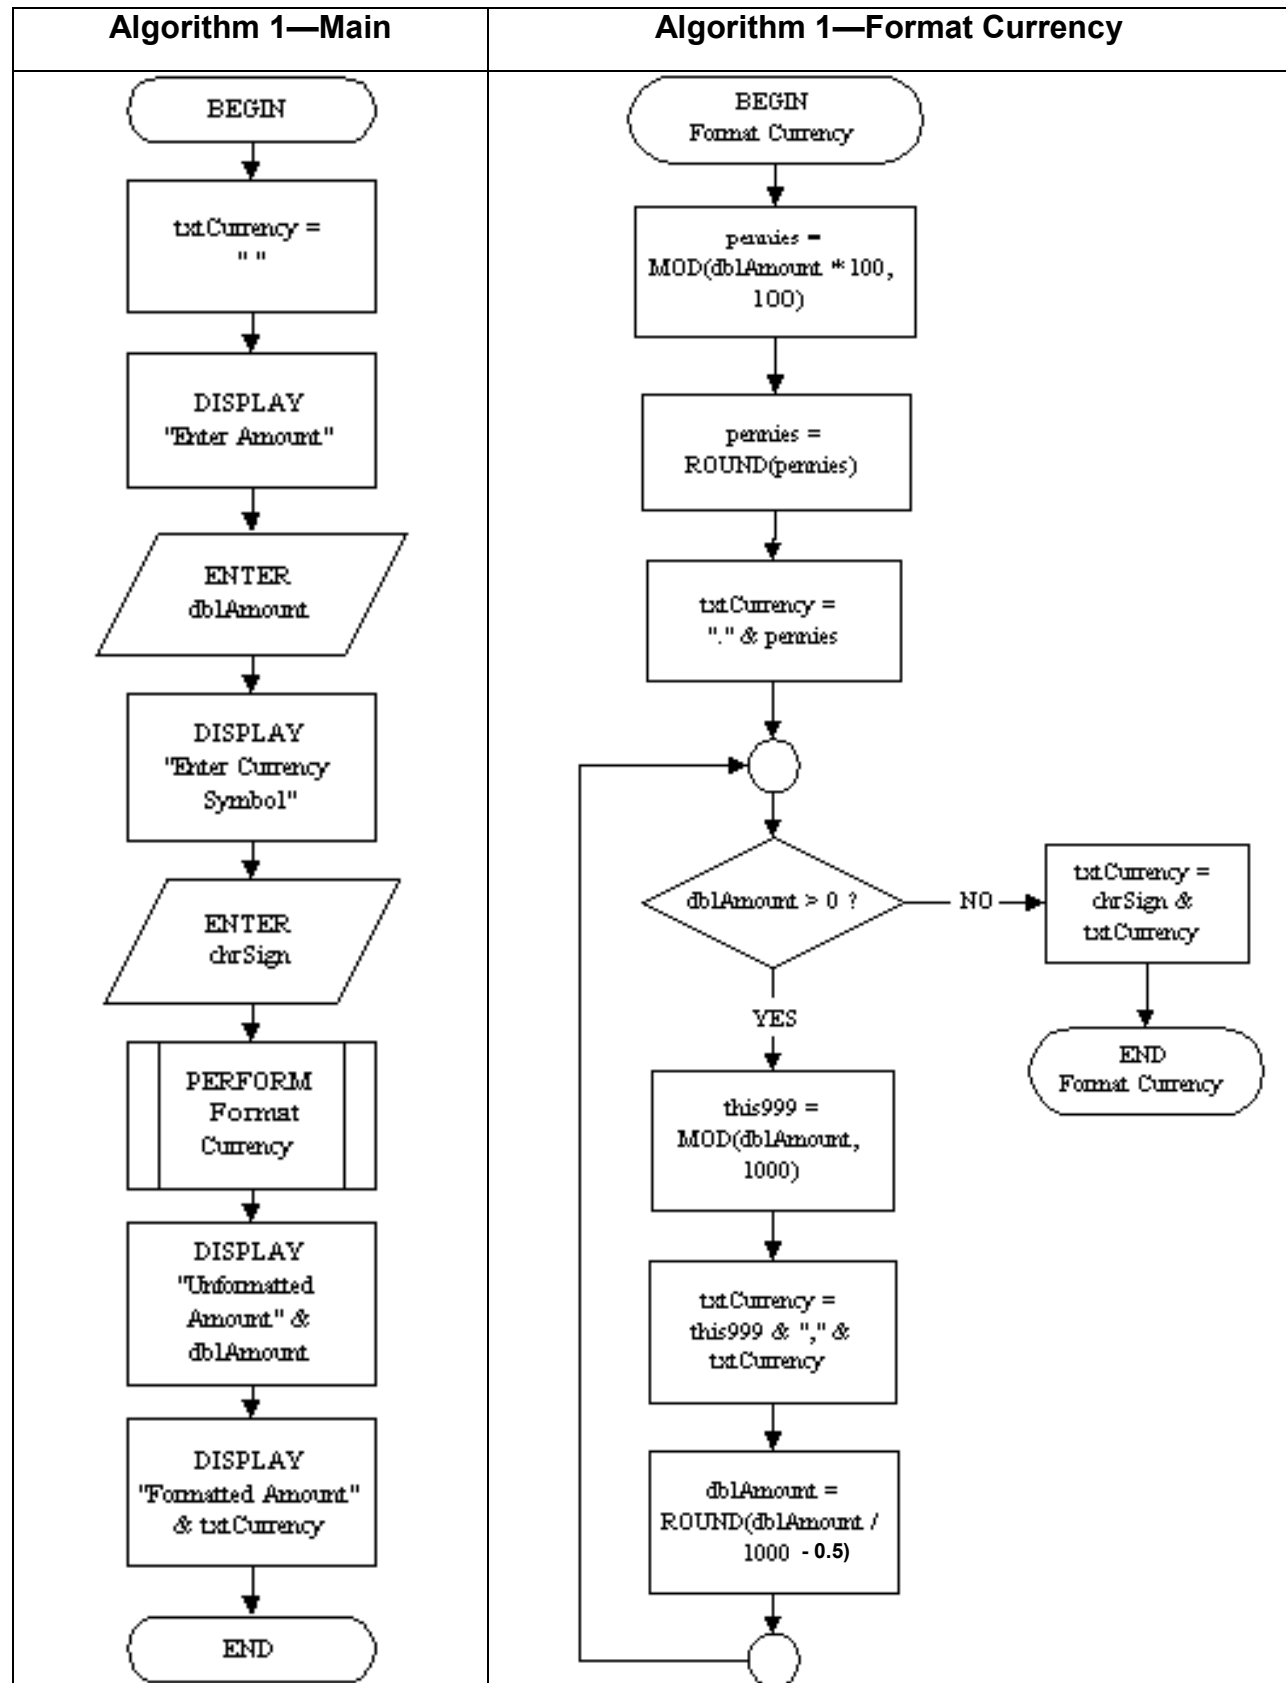 Algorithm 1—Main
BEGIN
txtCurrency =
" "
DISPLAY
"Enter Amount"
ENTER
dblAmount
DISPLAY
"Enter Currency
Symbol"
ENTER
chrSign
PERFORM
Format
Currency
DISPLAY
"Unformatted
Amount" &
dblAmount
DISPLAY
"Formatted Amount"
& txtCurrency
END
Algorithm 1—Format Currency
BEGIN
Format Currency
pennies =
MOD(dblAmount * 100,
100)
pennies =
ROUND(pennies)
txtCurrency =
"." & pennies
dblAmount > 0 ?
NO
txtCurrency =
chrSign &
txtCurrency
END
Format Currency
YES
this999 =
MOD(dblAmount,
1000)
txtCurrency =
this999 & "," &
txtCurrency
dblAmount =
ROUND(dblAmount /
1000 - 0.5)